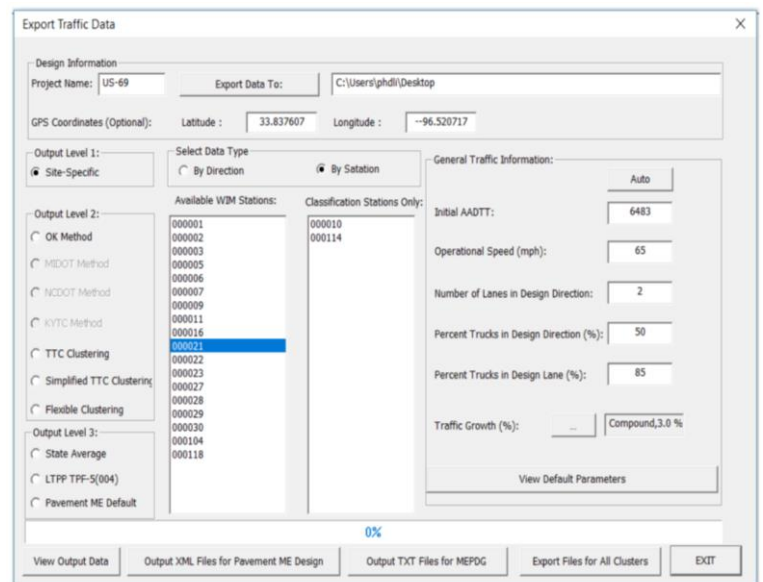 Export Traffic Data
Design Information
Project Name: US-69 Export Data To: C:\Users\phdli\Desktop
GPS Coordinates (Optional): Latitude : 33.837607 Longitude : --96.520717
Output Level 1:
Site-Specific
Select Data Type
By Direction By Satation
Output Level 2:
OK Method
MIDOT Method
NCDOT Method
KYTC Method
TTC Clustering
Simplified TTC Clustering
Flexible Clustering
Output Level 3:
State Average
LTPP TPF-5(004)
Pavement ME Default
Available WIM Stations:
000001
000002
000003
000005
000006
000007
000009
000011
000016
000021
000022
000023
000027
000028
000029
000030
000104
000118
Classification Stations Only:
000010
000114
General Traffic Information:
Auto
Initial AADTT: 6483
Operational Speed (mph): 65
Number of Lanes in Design Direction: 2
Percent Trucks in Design Direction (%): 50
Percent Trucks in Design Lane (%): 85
Traffic Growth (%): ... Compound,3.0 %
View Default Parameters
0%
View Output Data Output XML Files for Pavement ME Design Output TXT Files for MEPDG Export Files for All Clusters EXIT